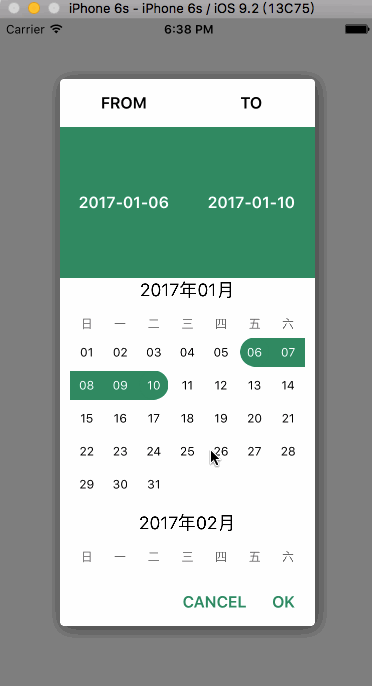 iPhone 6s - iPhone 6s / iOS 9.2 (13C75)
Carrier 6:38 PM
FROM TO
2017-01-06 2017-01-10
2017年01月
日 一 二 三 四 五 六
01 02 03 04 05 06 07
08 09 10 11 12 13 14
15 16 17 18 19 20 21
22 23 24 25 26 27 28
29 30 31
2017年02月
日 一 二 三 四 五 六
CANCEL OK